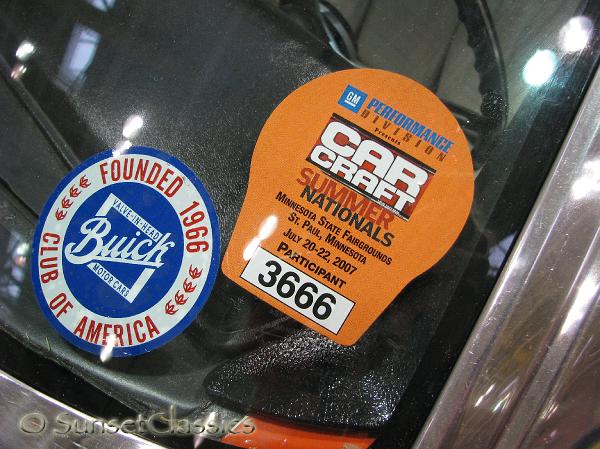 FOUNDED 1966
VALVE-IN-HEAD
Buick
MOTOR CARS
CLUB OF AMERICA
GM PERFORMANCE
DIVISION
Presents
CAR
CRAFT
SUMMER
NATIONALS
MINNESOTA STATE FAIRGROUNDS
ST. PAUL, MINNESOTA
JULY 20-22, 2007
PARTICIPANT
3666
© SunsetClassics